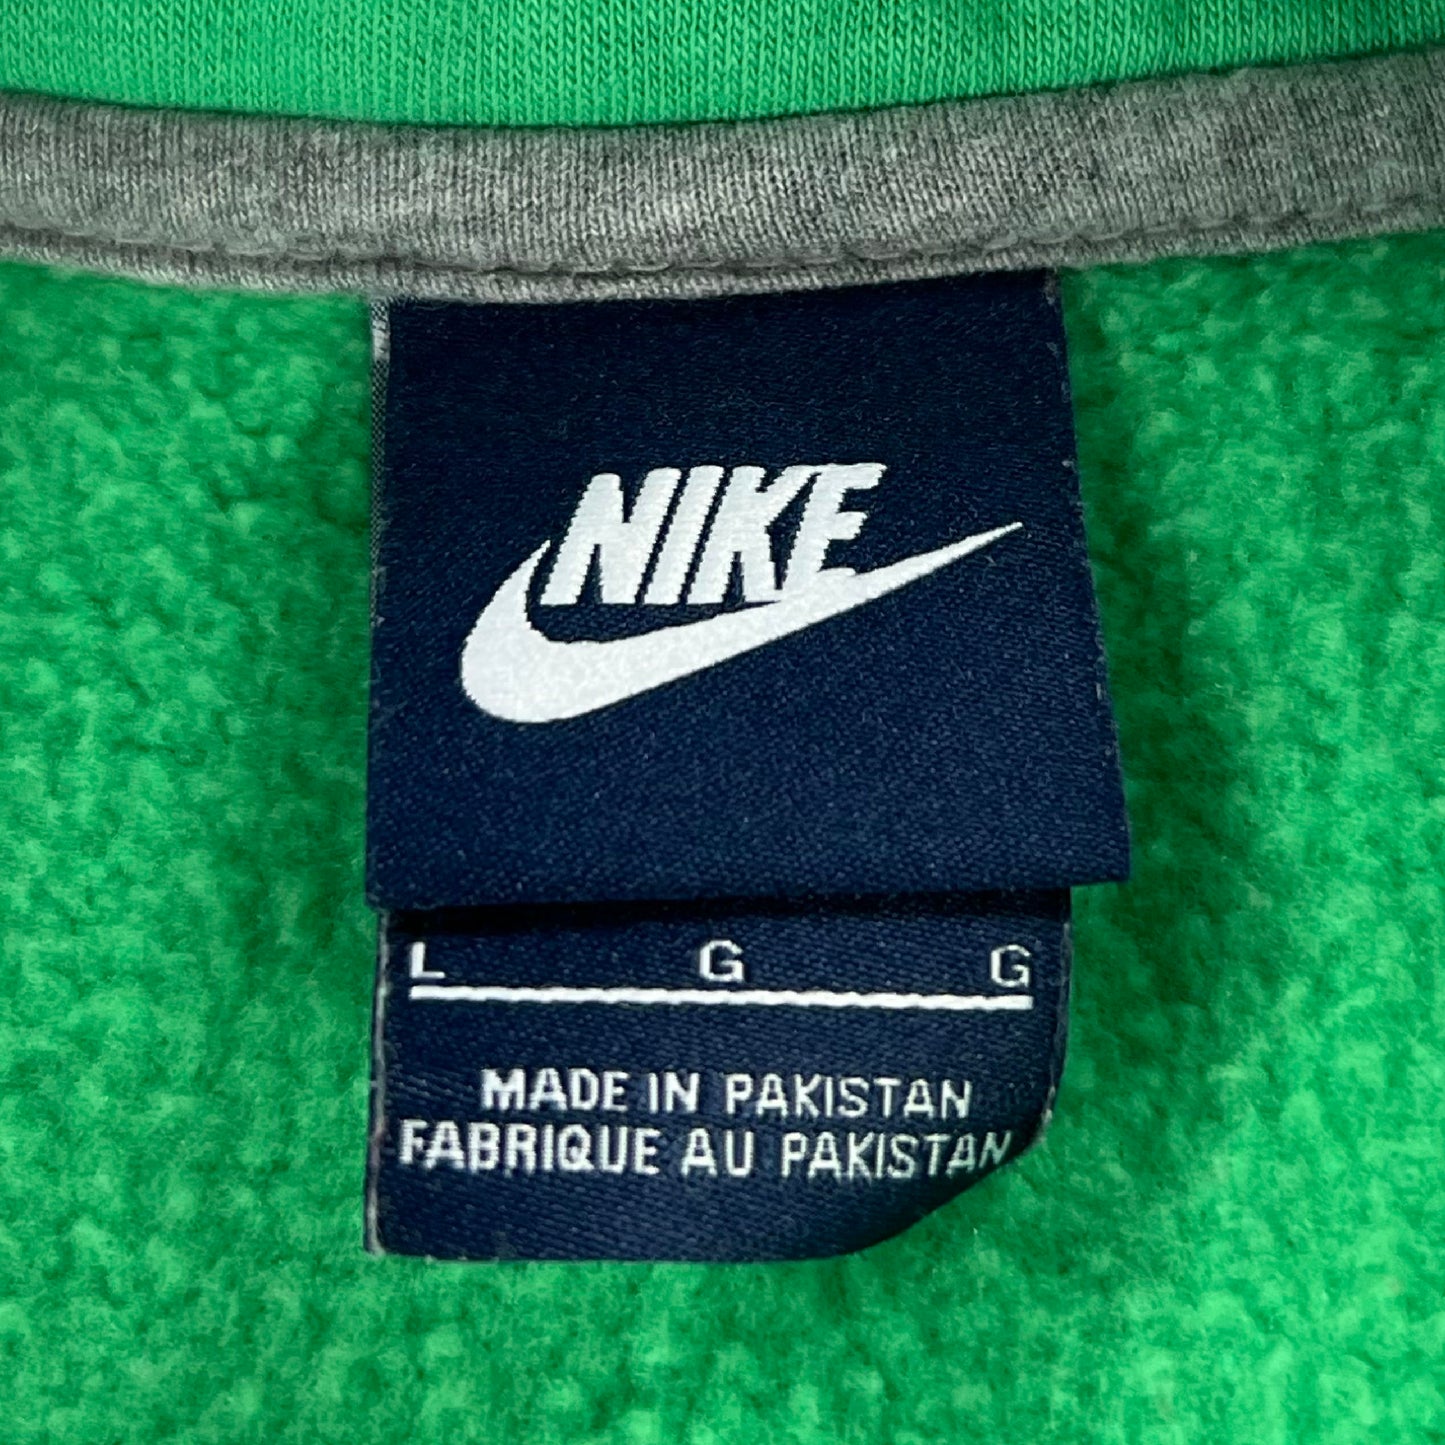 NIKE
L G G
MADE IN PAKISTAN
FABRIQUE AU PAKISTAN